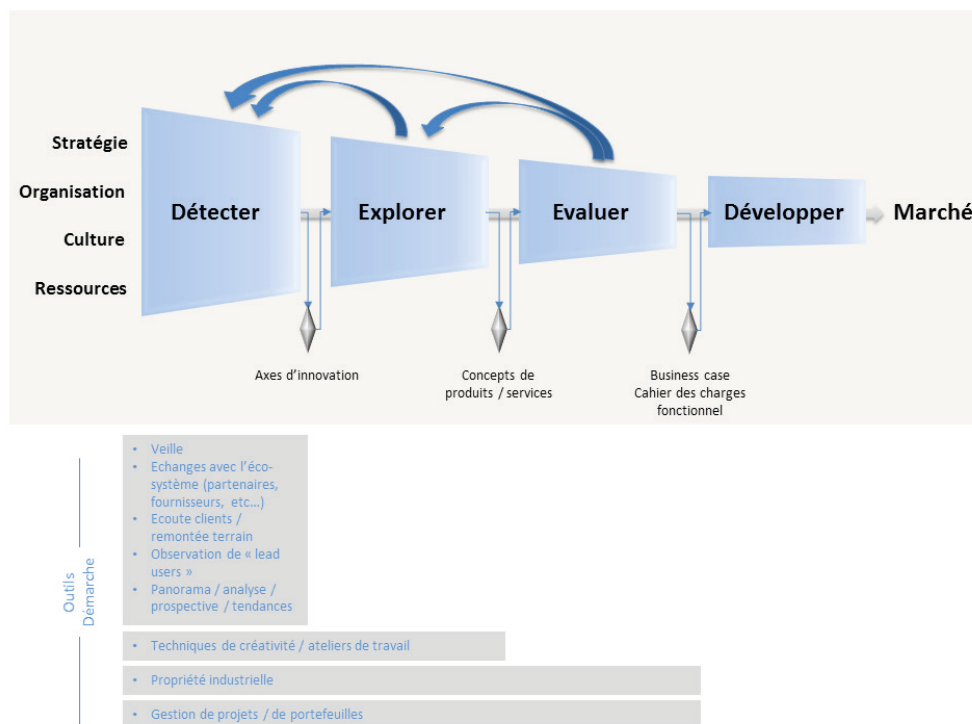 Stratégie
Organisation
Culture
Ressources
Détecter
Explorer
Evaluer
Développer
Marché
Axes d’innovation
Concepts de
produits / services
Business case
Cahier des charges
fonctionnel
Outils
Démarche
• Veille
• Echanges avec l’éco-
système (partenaires,
fournisseurs, etc…)
• Ecoute clients /
remontée terrain
• Observation de « lead
users »
• Panorama / analyse /
prospective / tendances
• Techniques de créativité / ateliers de travail
• Propriété industrielle
• Gestion de projets / de portefeuilles